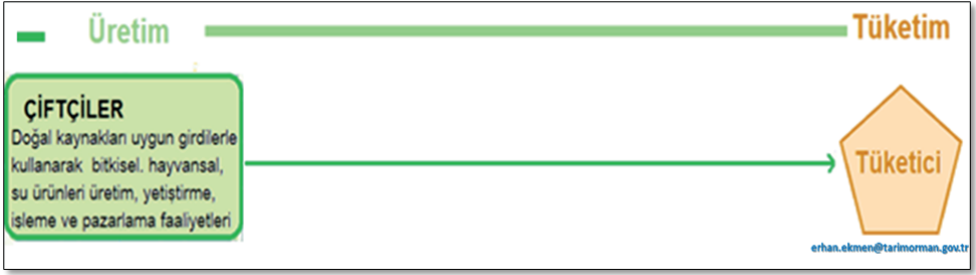 Üretim
Tüketim
ÇİFTÇİLER
Doğal kaynakları uygun girdilerle
kullanarak bitkisel. hayvansal,
su ürünleri üretim, yetiştirme,
işleme ve pazarlama faaliyetleri
Tüketici
erhan.ekmen@tarimorman.gov.tr